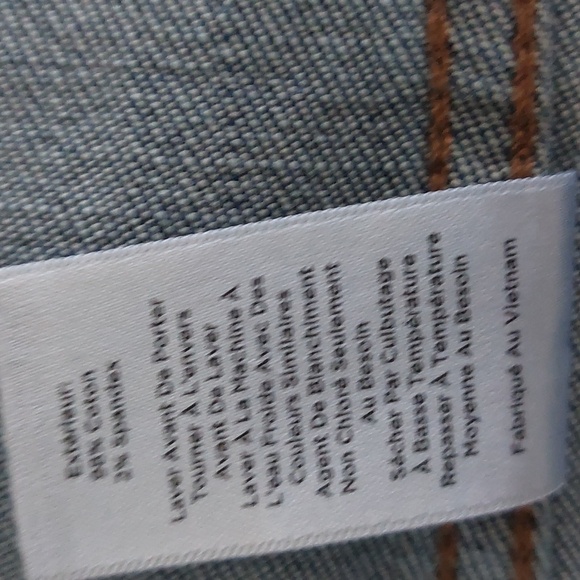 Extérieur:
98% Coton
2% Spandex
Laver Avant De Porter
Tourner À L'envers
Avant De Laver
Laver À La Machine À
L'eau Froide Avec Des
Couleurs Similaires
Agent De Blanchiment
Non Chloré Seulement
Au Besoin
Sécher Par Culbutage
À Basse Température
Repasser À Température
Moyenne Au Besoin
Fabriqué Au Vietnam